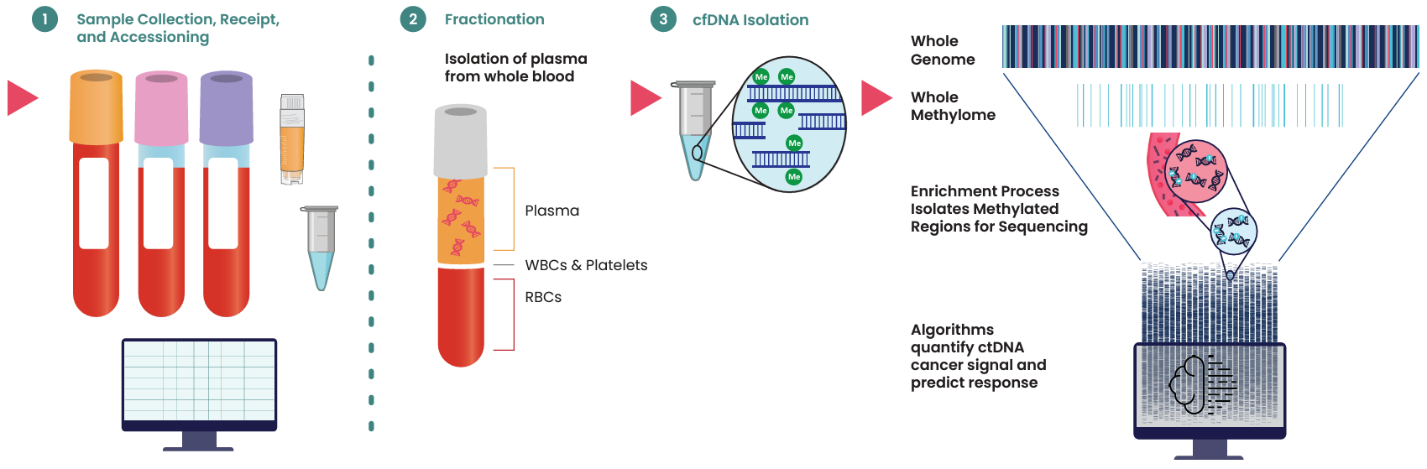 1
Sample Collection, Receipt,
and Accessioning
2
Fractionation
Isolation of plasma
from whole blood
Plasma
WBCs & Platelets
RBCs
3
cfDNA Isolation
Me
Me
Me
Me
Me
Me
Whole
Genome
Whole
Methylome
Enrichment Process
Isolates Methylated
Regions for Sequencing
Algorithms
quantify ctDNA
cancer signal and
predict response